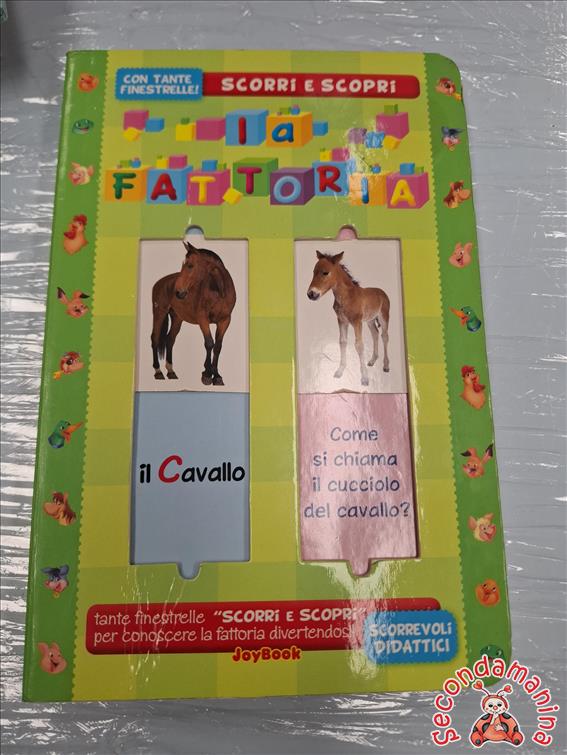 CON TANTE
FINESTRELLE!
SCORRI E SCOPRI
la
FATTORIA
il Cavallo
Come
si chiama
il cucciolo
del cavallo?
tante finestrelle "SCORRI E SCOPRI"
per conoscere la fattoria divertendosi!
SCORREVOLI
DIDATTICI
JoyBook
secondamanina